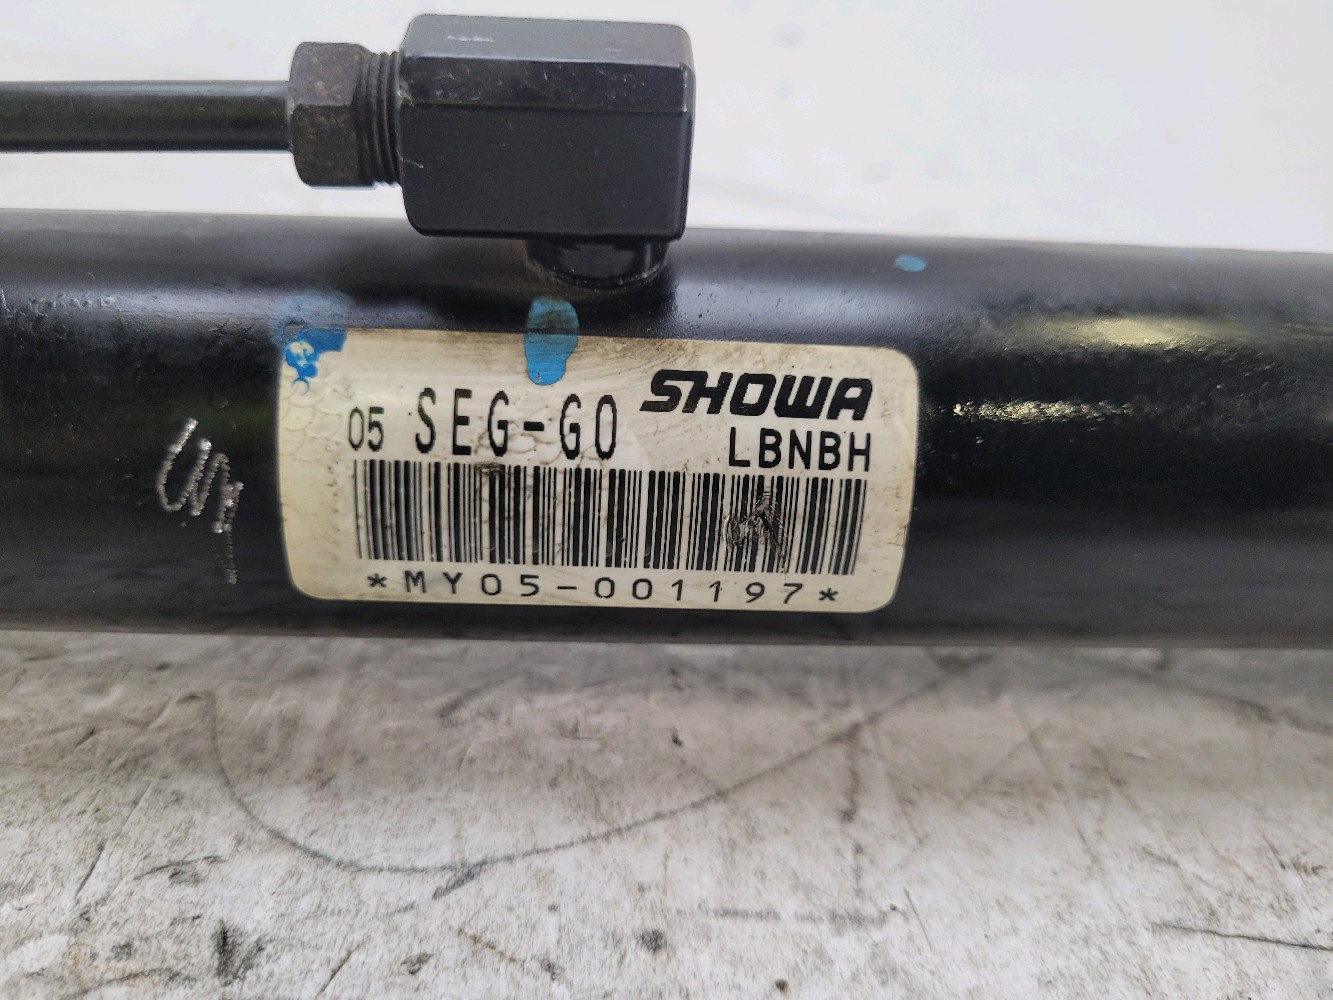 SHOWA
05 SEG-G0
LBNBH
*MY05-001197*